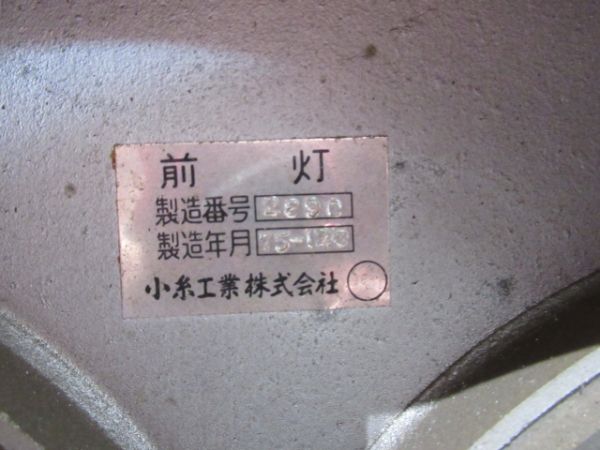 前 灯
製造番号
製造年月
小糸工業株式会社